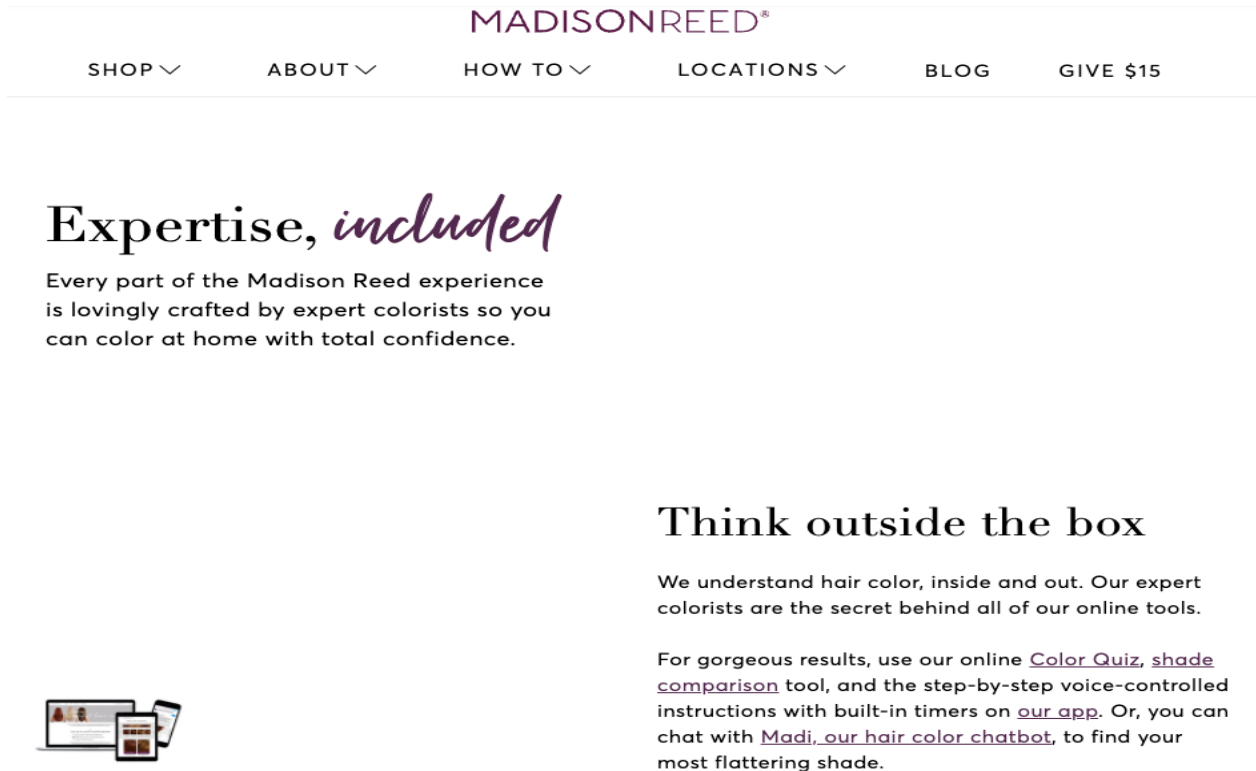 MADISONREED®
SHOP
ABOUT
HOW TO
LOCATIONS
BLOG
GIVE $15
Expertise, included
Every part of the Madison Reed experience
is lovingly crafted by expert colorists so you
can color at home with total confidence.
Think outside the box
We understand hair color, inside and out. Our expert
colorists are the secret behind all of our online tools.
For gorgeous results, use our online Color Quiz, shade
comparison tool, and the step-by-step voice-controlled
instructions with built-in timers on our app. Or, you can
chat with Madi, our hair color chatbot, to find your
most flattering shade.